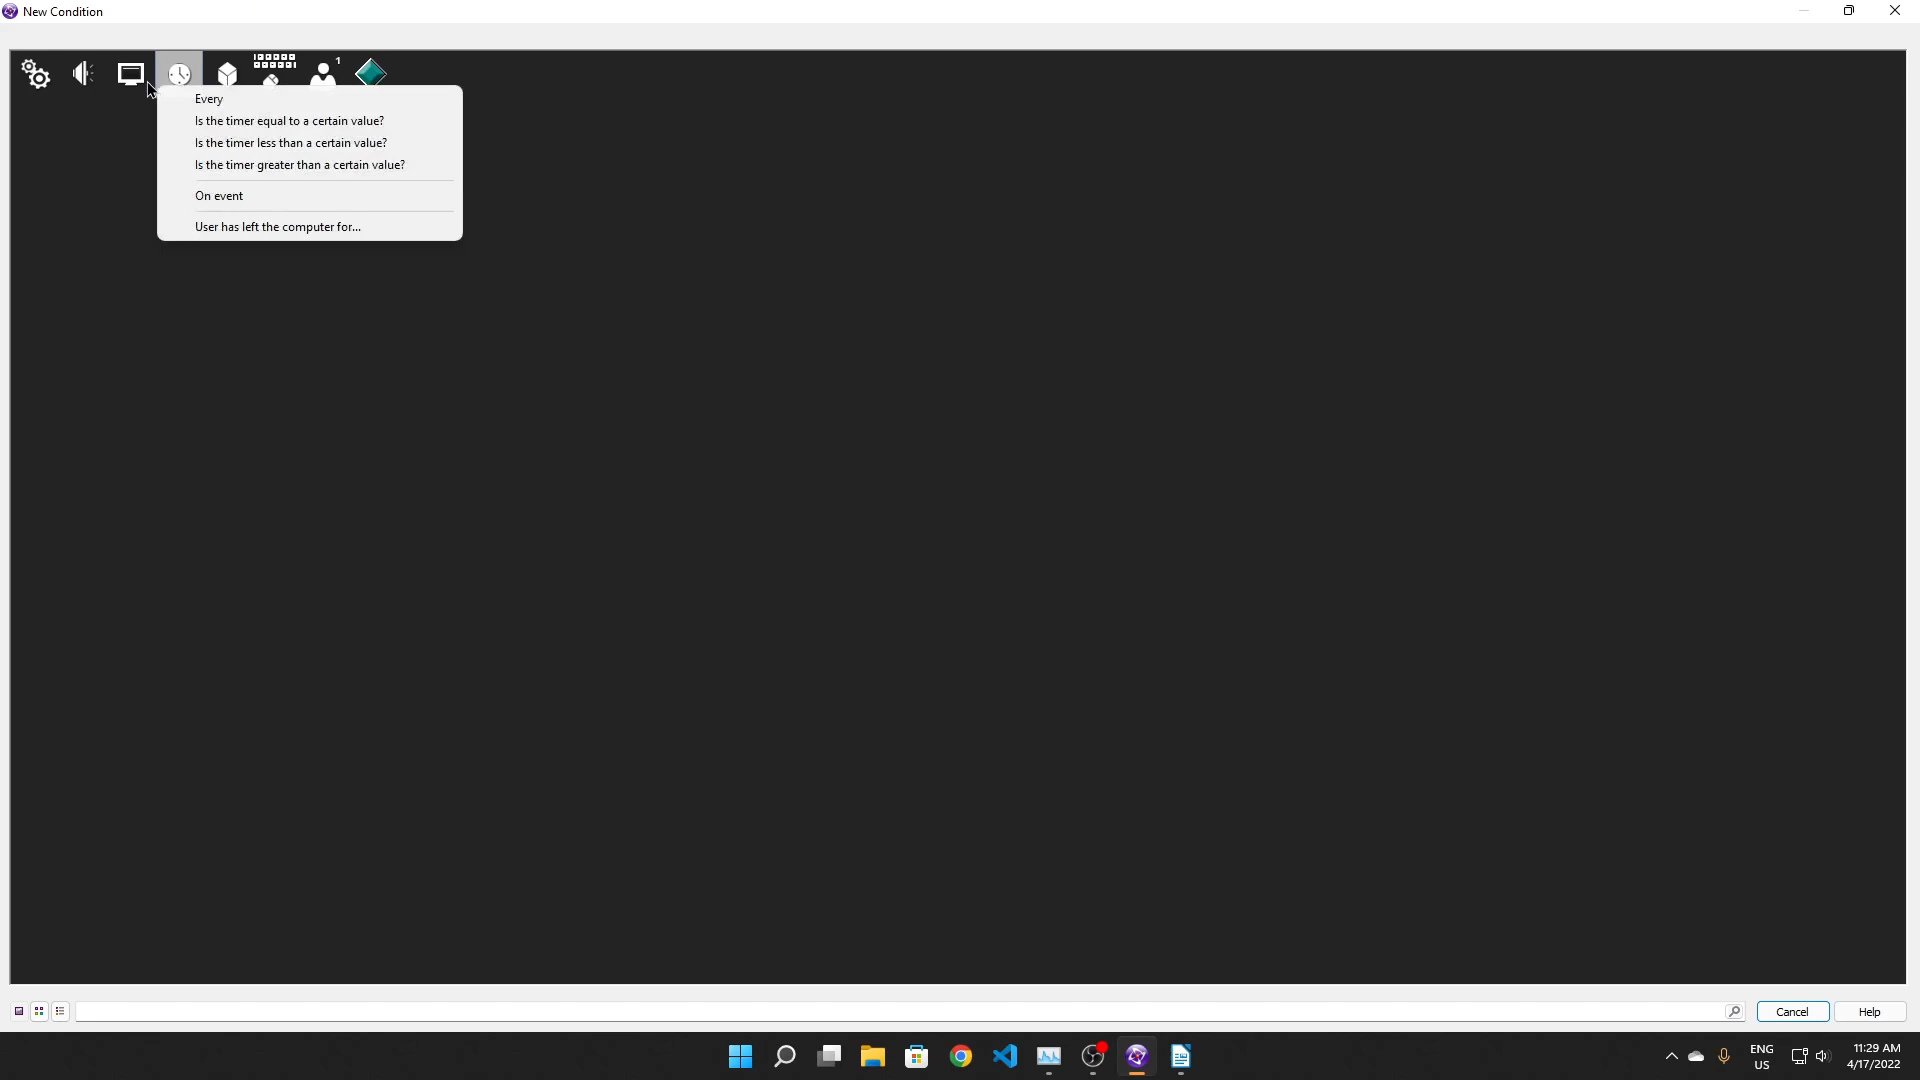 New Condition
1
Every
Is the timer equal to a certain value?
Is the timer less than a certain value?
Is the timer greater than a certain value?
On event
User has left the computer for...
Cancel
Help
ENG
US
11:29 AM
4/17/2022